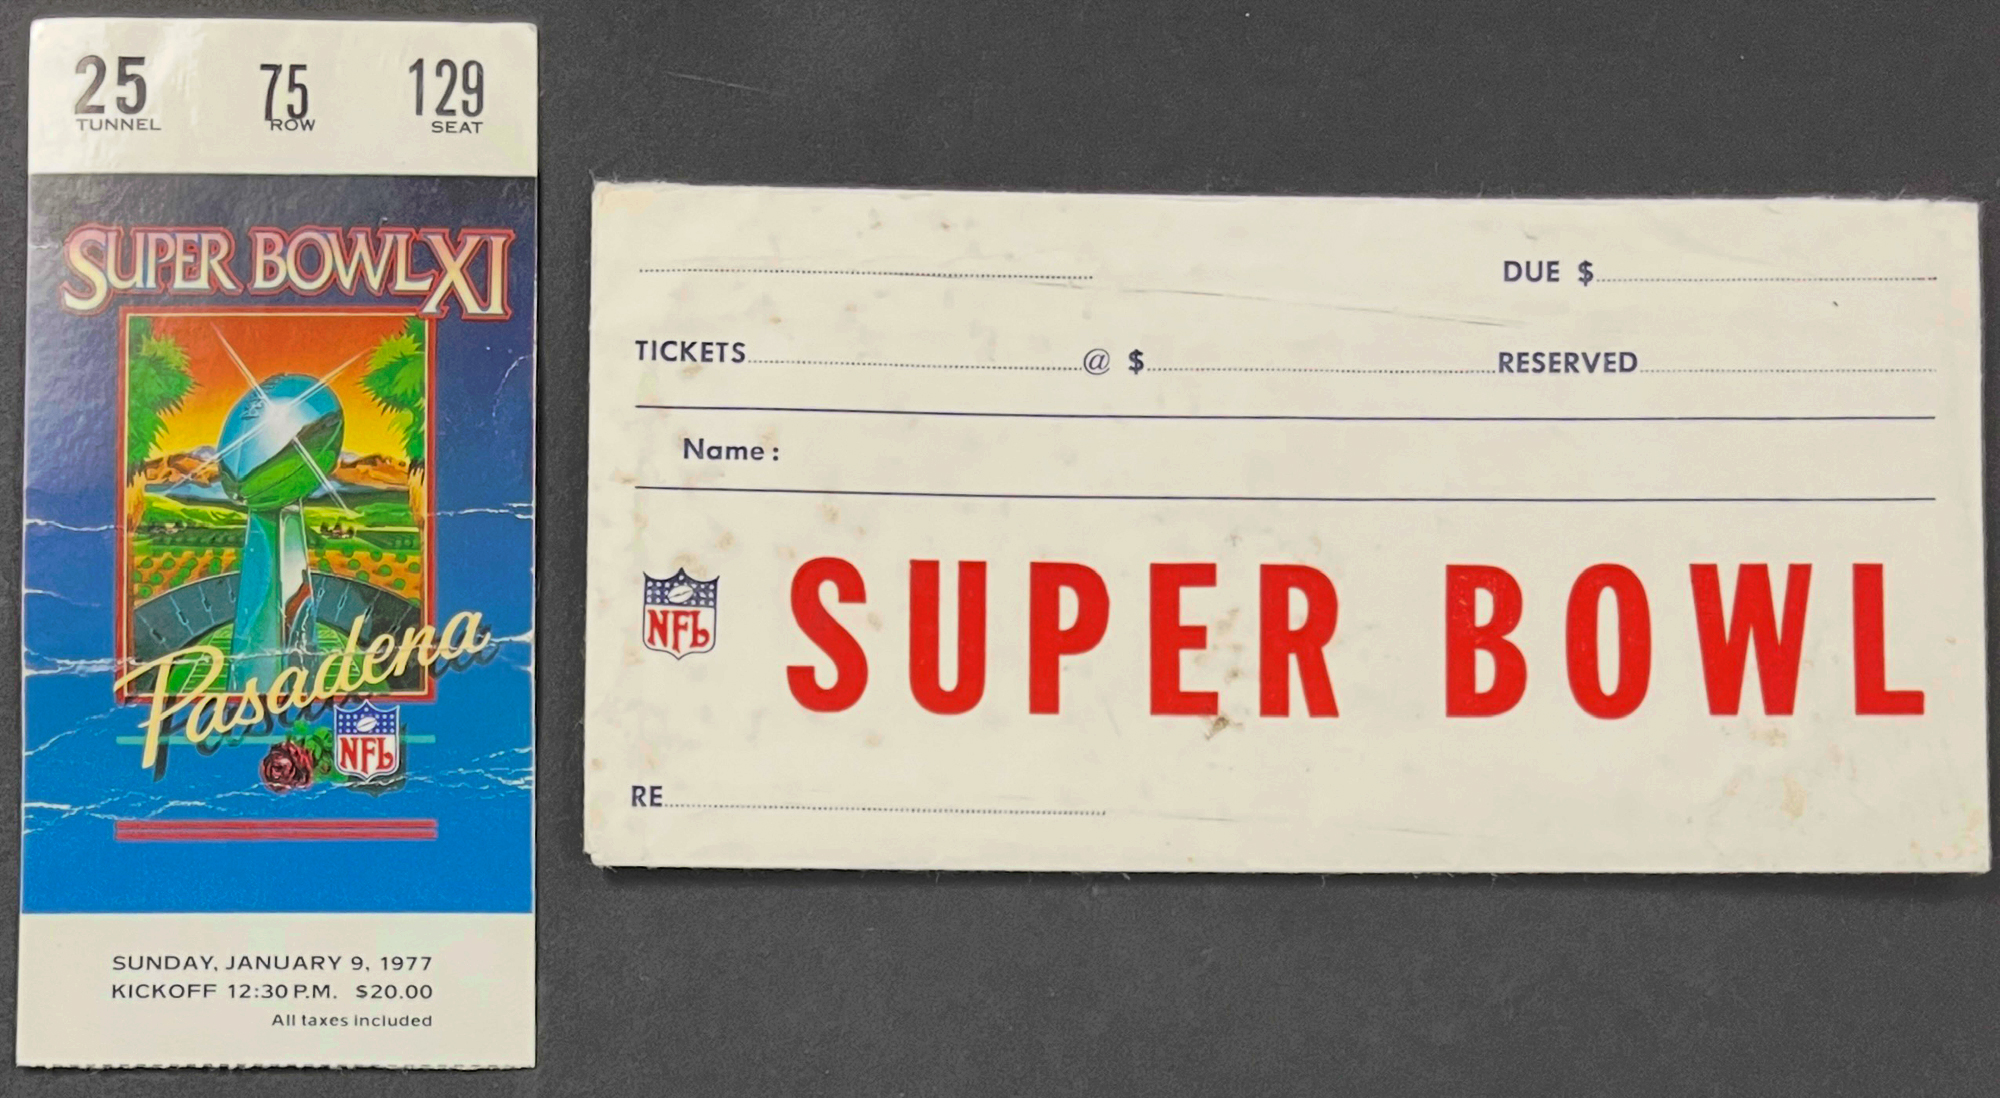 25 75 129
TUNNEL ROW SEAT
SUPER BOWL XI
Pasadena
NFL
SUNDAY, JANUARY 9, 1977
KICKOFF 12:30 P.M. $20.00
All taxes included
DUE $
TICKETS @ $ RESERVED
Name:
NFL SUPER BOWL
RE